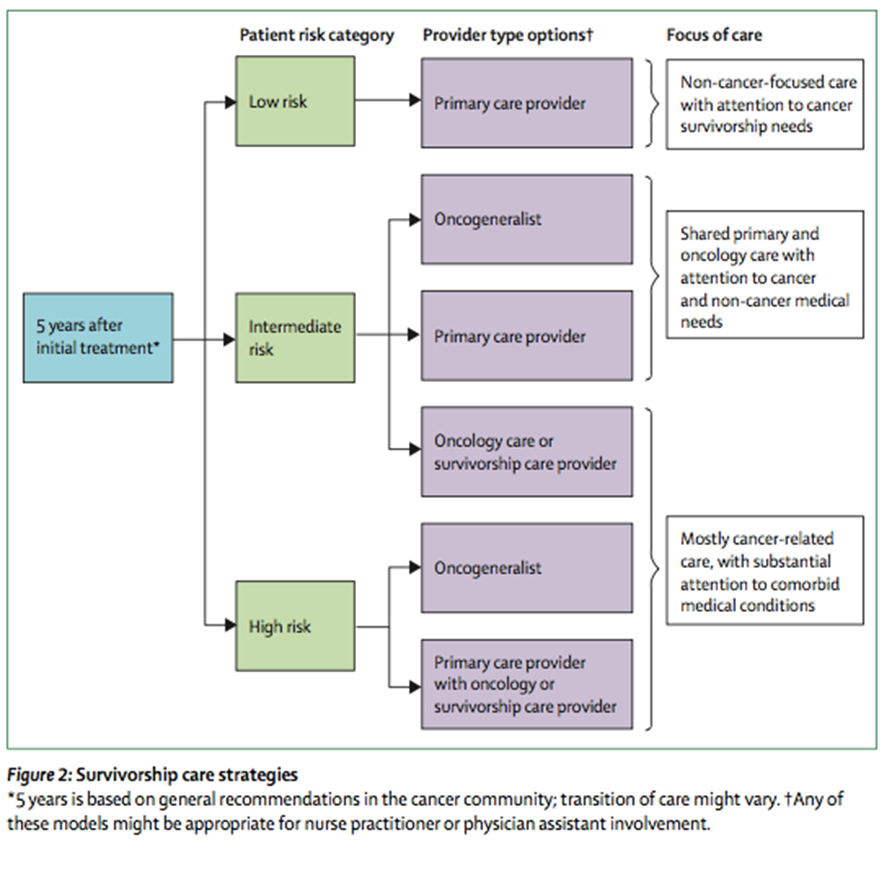 Patient risk category
Provider type options†
Focus of care
Low risk
Primary care provider
Non-cancer-focused care
with attention to cancer
survivorship needs
Oncogeneralist
Shared primary and
oncology care with
attention to cancer
and non-cancer medical
needs
5 years after
initial treatment*
Intermediate
risk
Primary care provider
Oncology care or
survivorship care provider
Mostly cancer-related
care, with substantial
attention to comorbid
medical conditions
Oncogeneralist
High risk
Primary care provider
with oncology or
survivorship care provider
Figure 2: Survivorship care strategies
*5 years is based on general recommendations in the cancer community; transition of care might vary. †Any of
these models might be appropriate for nurse practitioner or physician assistant involvement.